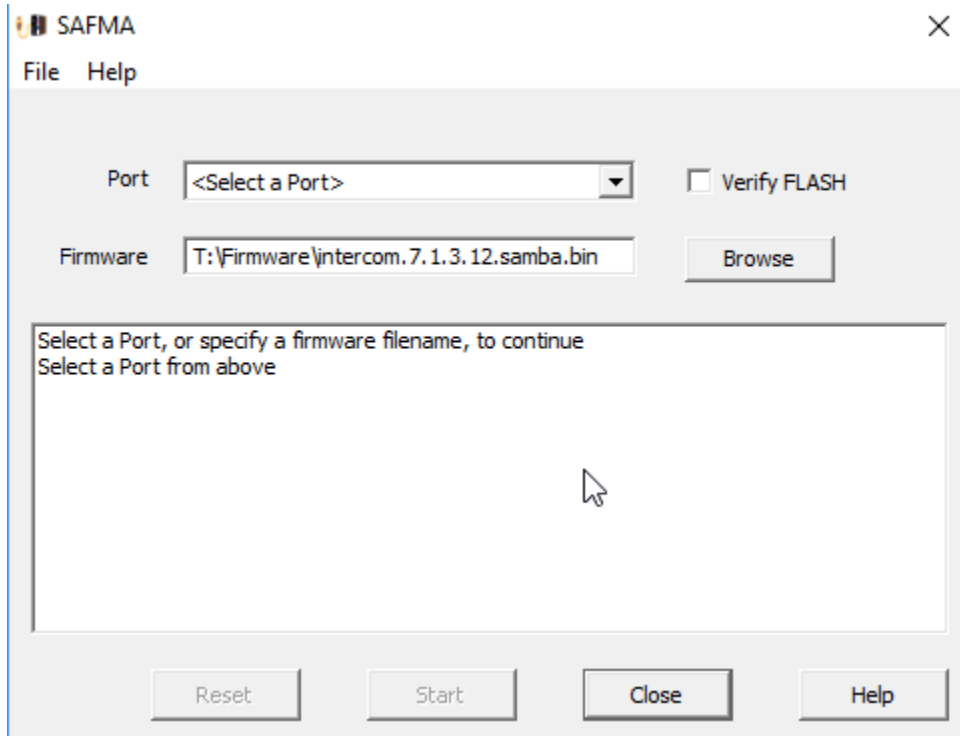 SAFMA
File Help
Port <Select a Port> Verify FLASH
Firmware T:\Firmware\intercom.7.1.3.12.samba.bin Browse
Select a Port, or specify a firmware filename, to continue
Select a Port from above
Reset Start Close Help